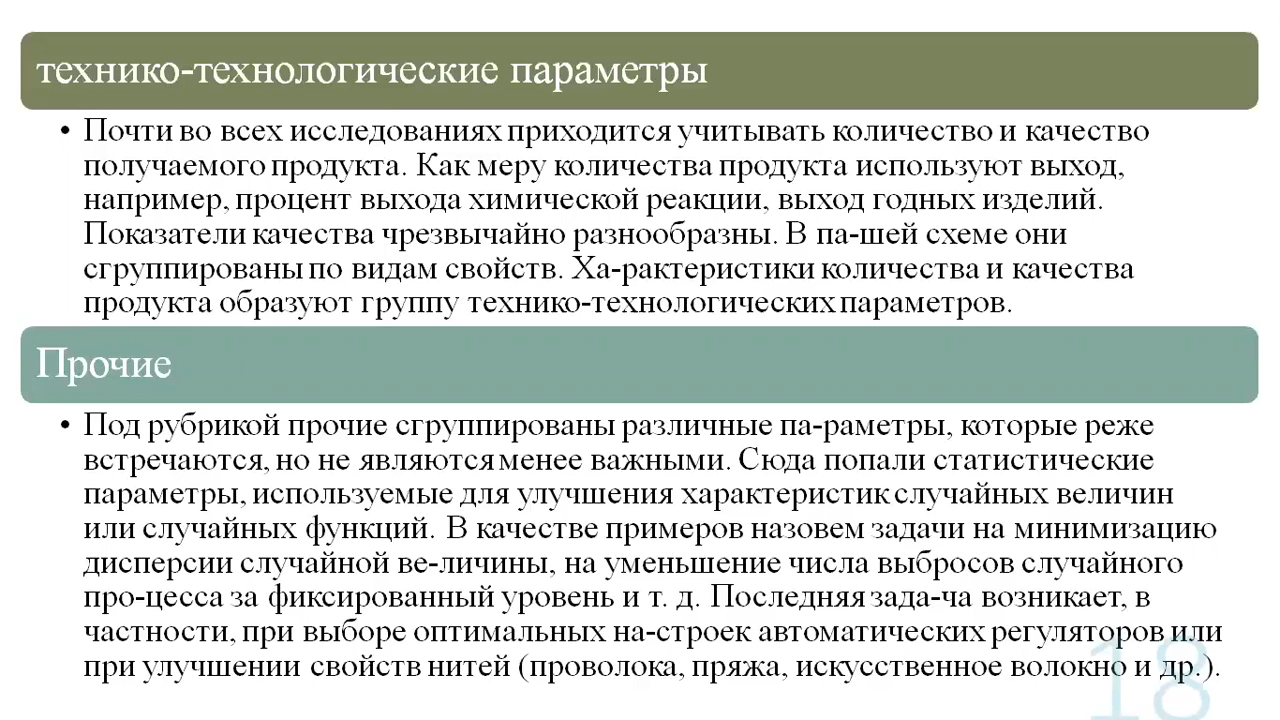 технико-технологические параметры
• Почти во всех исследованиях приходится учитывать количество и качество
получаемого продукта. Как меру количества продукта используют выход,
например, процент выхода химической реакции, выход годных изделий.
Показатели качества чрезвычайно разнообразны. В па-шей схеме они
сгруппированы по видам свойств. Ха-рактеристики количества и качества
продукта образуют группу технико-технологических параметров.
Прочие
• Под рубрикой прочие сгруппированы различные па-раметры, которые реже
встречаются, но не являются менее важными. Сюда попали статистические
параметры, используемые для улучшения характеристик случайных величин
или случайных функций. В качестве примеров назовем задачи на минимизацию
дисперсии случайной ве-личины, на уменьшение числа выбросов случайного
про-цесса за фиксированный уровень и т. д. Последняя зада-ча возникает, в
частности, при выборе оптимальных на-строек автоматических регуляторов или
при улучшении свойств нитей (проволока, пряжа, искусственное волокно и др.).
18